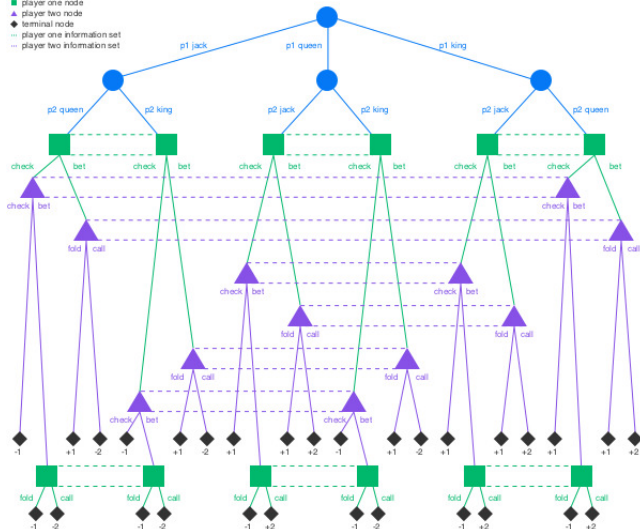 player one node
player two node
terminal node
player one information set
player two information set
p1 jack p1 queen p1 king
p2 queen p2 king p2 jack p2 king p2 jack p2 queen
check bet check bet check bet check bet check bet check bet
check bet check bet
fold call fold call
check bet check bet
fold call fold call
fold call fold call
check bet check bet
-1 +1 -2 -1 +1 -2 +1 +1 +2 -1 +1 -2 +1 +1 +2 +1 +1 +2
fold call fold call fold call fold call fold call fold call
-1 -2 -1 -2 -1 +2 -1 -2 -1 +2 -1 +2